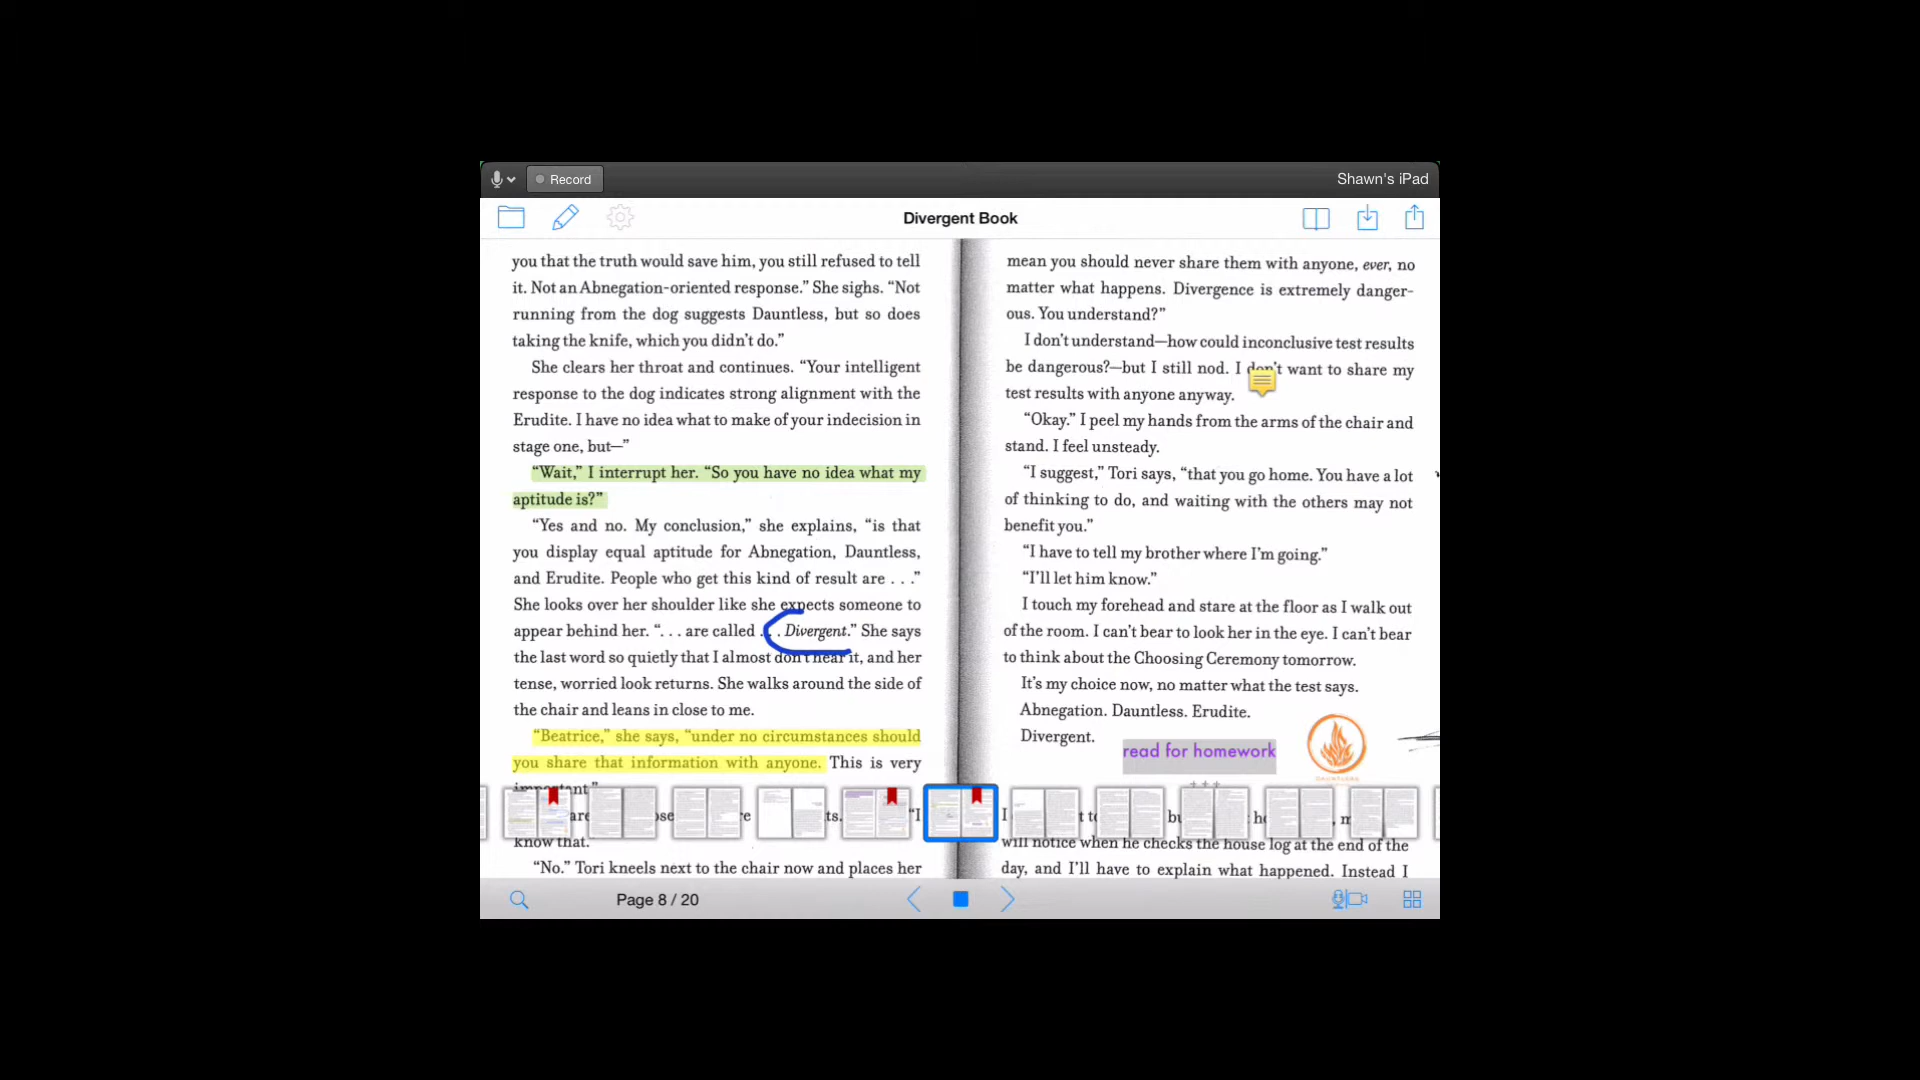 Record
Shawn's iPad
Divergent Book
you that the truth would save him, you still refused to tell
it. Not an Abnegation-oriented response.” She sighs. “Not
running from the dog suggests Dauntless, but so does
taking the knife, which you didn't do.”
She clears her throat and continues. “Your intelligent
response to the dog indicates strong alignment with the
Erudite. I have no idea what to make of your indecision in
stage one, but—”
“Wait,” I interrupt her. “So you have no idea what my
aptitude is?”
“Yes and no. My conclusion,” she explains, “is that
you display equal aptitude for Abnegation, Dauntless,
and Erudite. People who get this kind of result are . . .”
She looks over her shoulder like she expects someone to
appear behind her. “. . . are called . . . Divergent.” She says
the last word so quietly that I almost don't hear it, and her
tense, worried look returns. She walks around the side of
the chair and leans in close to me.
“Beatrice,” she says, “under no circumstances should
you share that information with anyone. This is very
important.”
“I
know that.
“No.” Tori kneels next to the chair now and places her
mean you should never share them with anyone, ever, no
matter what happens. Divergence is extremely danger-
ous. You understand?”
I don't understand—how could inconclusive test results
be dangerous?—but I still nod. I don't want to share my
test results with anyone anyway.
“Okay.” I peel my hands from the arms of the chair and
stand. I feel unsteady.
“I suggest,” Tori says, “that you go home. You have a lot
of thinking to do, and waiting with the others may not
benefit you.”
“I have to tell my brother where I'm going.”
“I'll let him know.”
I touch my forehead and stare at the floor as I walk out
of the room. I can't bear to look her in the eye. I can't bear
to think about the Choosing Ceremony tomorrow.
It's my choice now, no matter what the test says.
Abnegation. Dauntless. Erudite.
Divergent.
read for homework
DAUNTLESS
+ + +
I
will notice when he checks the house log at the end of the
day, and I'll have to explain what happened. Instead I
Page 8 / 20